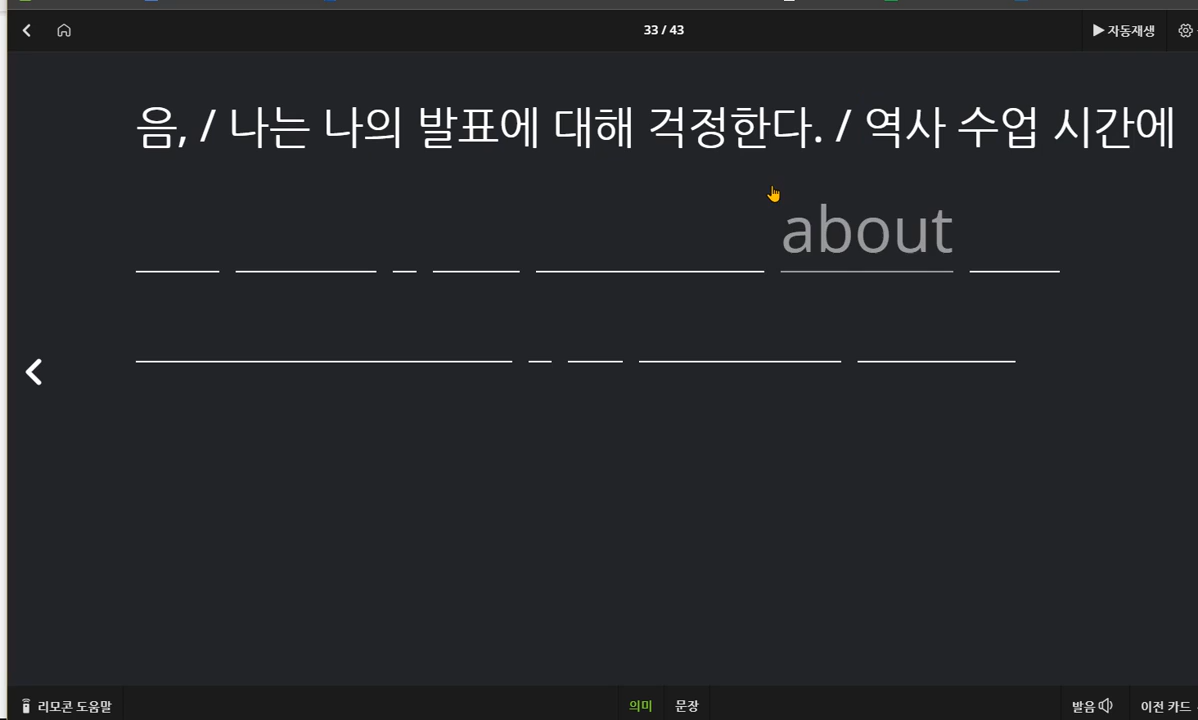 33 / 43
▶ 자동재생
음, / 나는 나의 발표에 대해 걱정한다. / 역사 수업 시간에
about
리모콘 도움말
의미
문장
발음
이전 카드